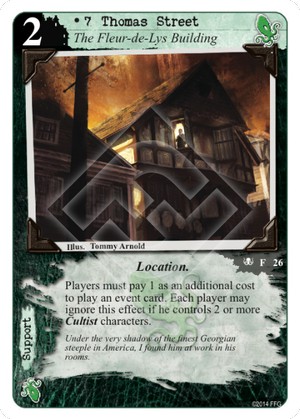 2
• 7 Thomas Street
The Fleur-de-Lys Building
Illus. Tommy Arnold
F 26
Location.
Players must pay 1 as an additional cost
to play an event card. Each player may
ignore this effect if he controls 2 or more
Cultist characters.
Under the very shadow of the finest Georgian
steeple in America, I found him at work in his
rooms.
Support
©2014 FFG